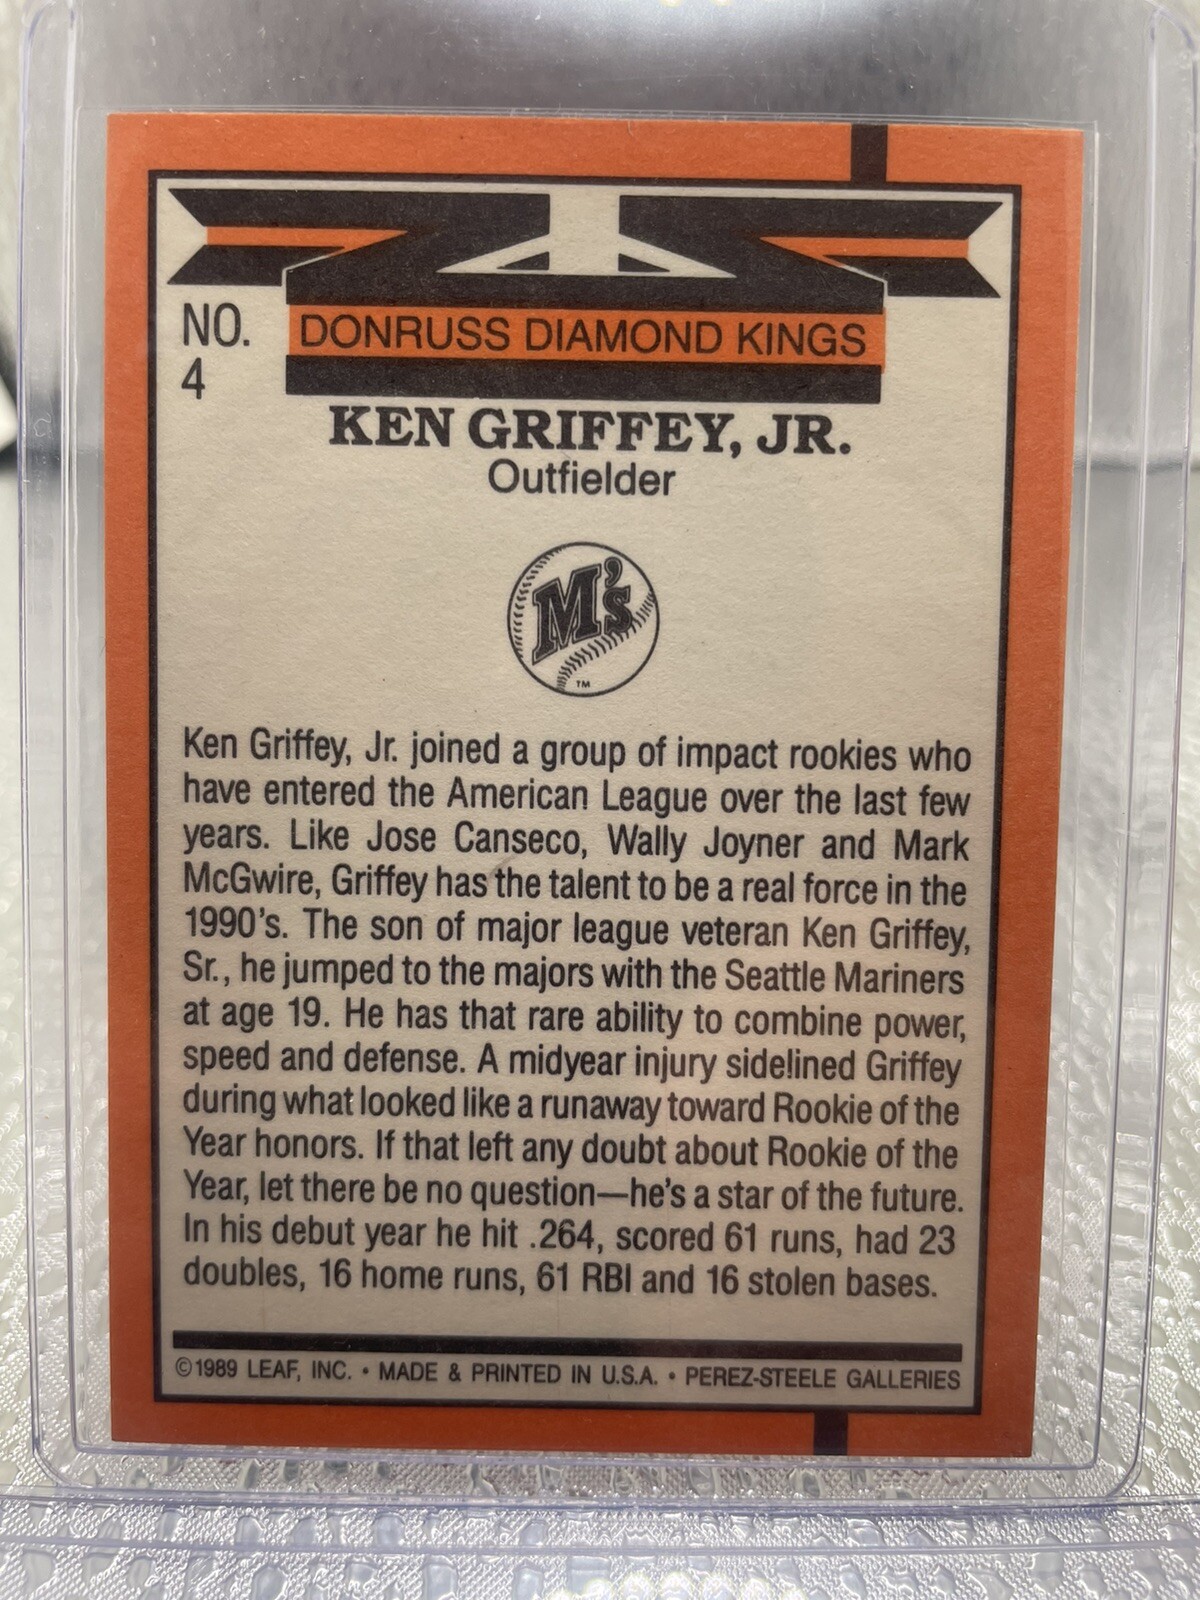 NO.
4
DONRUSS DIAMOND KINGS
KEN GRIFFEY, JR.
Outfielder
M's
TM
Ken Griffey, Jr. joined a group of impact rookies who
have entered the American League over the last few
years. Like Jose Canseco, Wally Joyner and Mark
McGwire, Griffey has the talent to be a real force in the
1990's. The son of major league veteran Ken Griffey,
Sr., he jumped to the majors with the Seattle Mariners
at age 19. He has that rare ability to combine power,
speed and defense. A midyear injury sidelined Griffey
during what looked like a runaway toward Rookie of the
Year honors. If that left any doubt about Rookie of the
Year, let there be no question—he's a star of the future.
In his debut year he hit .264, scored 61 runs, had 23
doubles, 16 home runs, 61 RBI and 16 stolen bases.
©1989 LEAF, INC. • MADE & PRINTED IN U.S.A. • PEREZ-STEELE GALLERIES